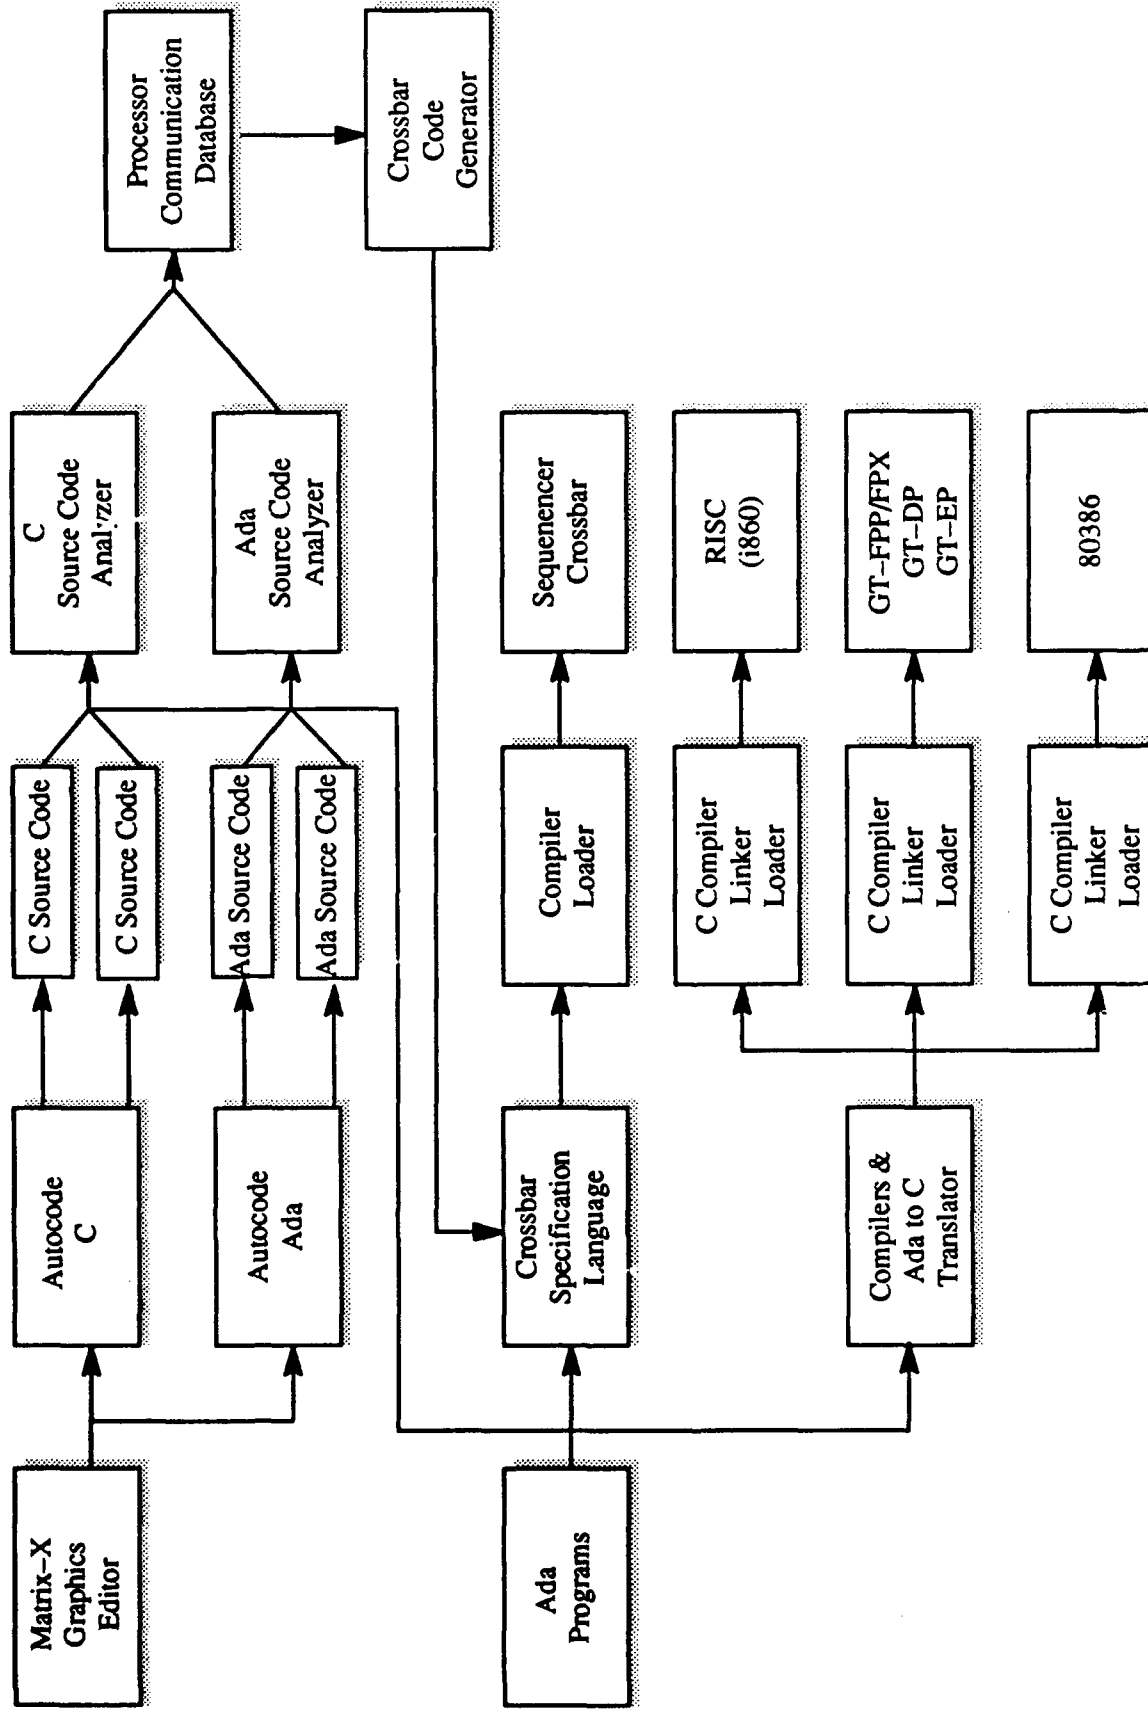 Matrix–X
Graphics
Editor
Autocode
C
C Source Code
C Source Code
C
Source Code
Analyzer
Processor
Communication
Database
Autocode
Ada
Ada Source Code
Ada Source Code
Ada
Source Code
Analyzer
Crossbar
Code
Generator
Ada
Programs
Crossbar
Specification
Language
Compiler
Loader
Sequenencer
Crossbar
C Compiler
Linker
Loader
RISC
(i860)
Compilers &
Ada to C
Translator
C Compiler
Linker
Loader
GT–FPP/FPX
GT–DP
GT–EP
C Compiler
Linker
Loader
80386